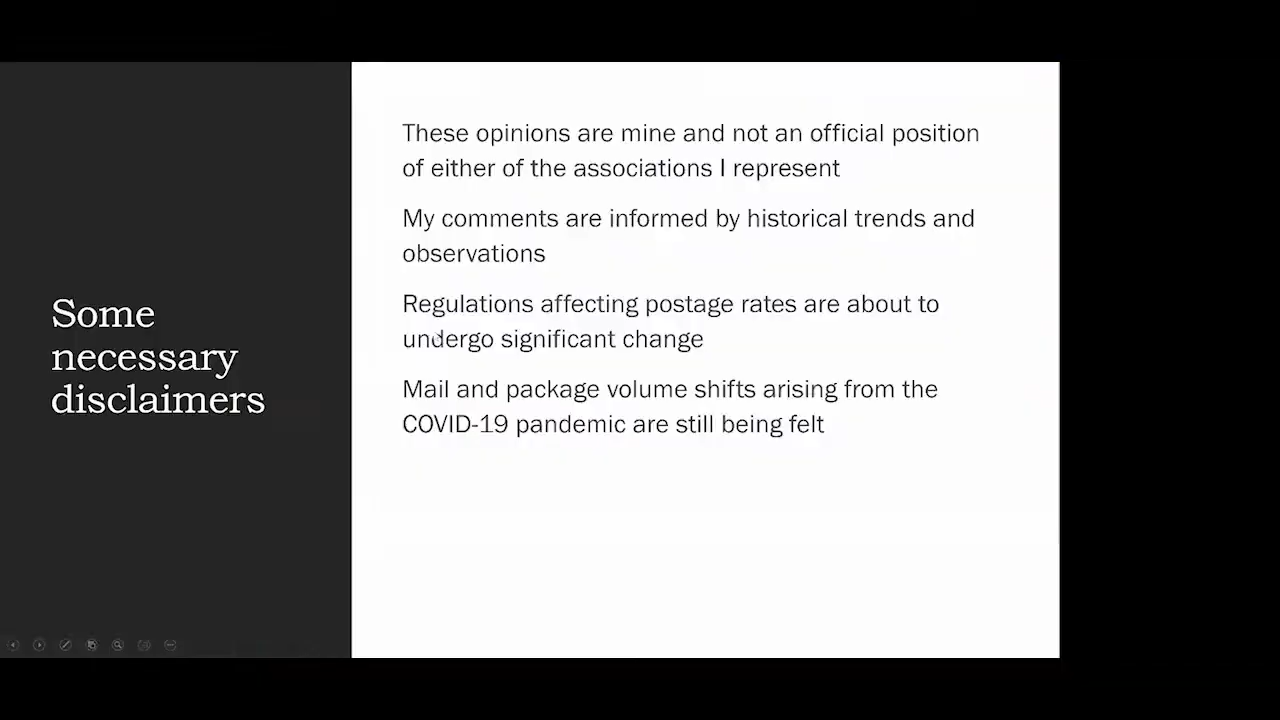 Some
necessary
disclaimers
These opinions are mine and not an official position
of either of the associations I represent
My comments are informed by historical trends and
observations
Regulations affecting postage rates are about to
undergo significant change
Mail and package volume shifts arising from the
COVID-19 pandemic are still being felt